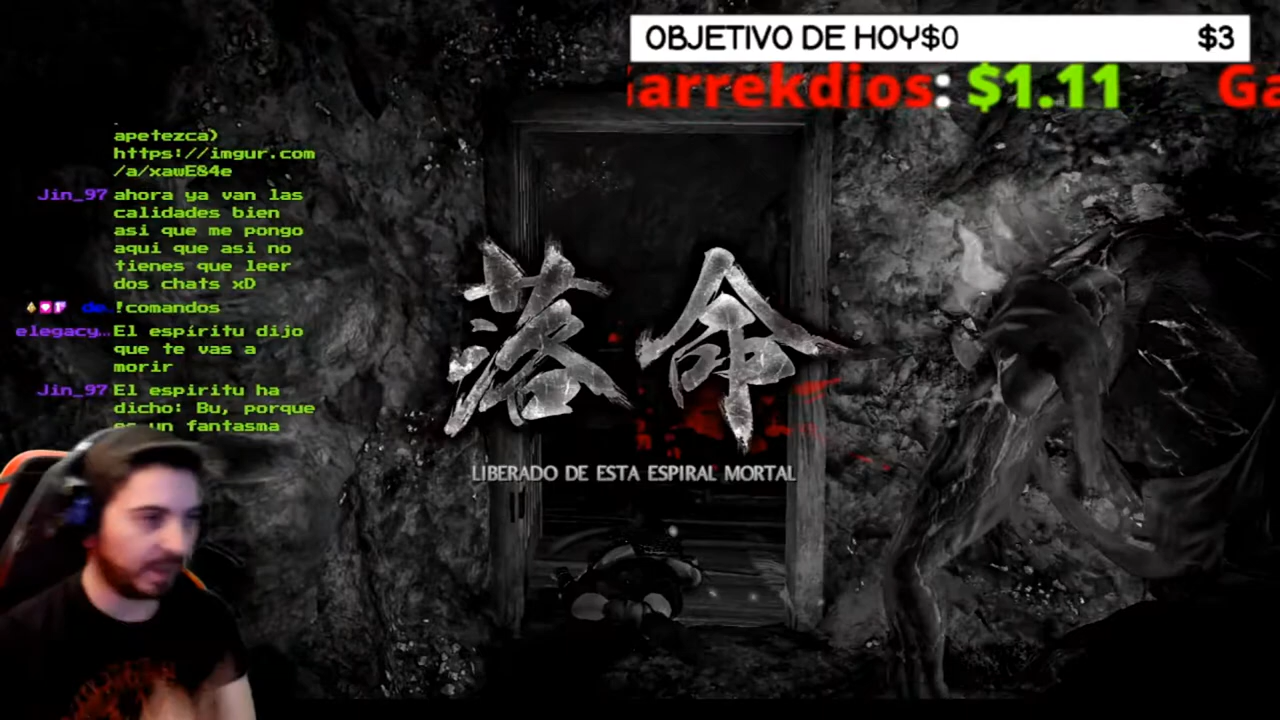 OBJETIVO DE HOY$0 $3
arrekdios: $1.11 Ga
apetezca)
https://imgur.com
/a/xawE84e
Jin_97 ahora ya van las
calidades bien
asi que me pongo
aqui que asi no
tienes que leer
dos chats xD
de… !comandos
elegacy… El espíritu dijo
que te vas a
morir
Jin_97 El espiritu ha
dicho: Bu, porque
es un fantasma
落命
LIBERADO DE ESTA ESPIRAL MORTAL